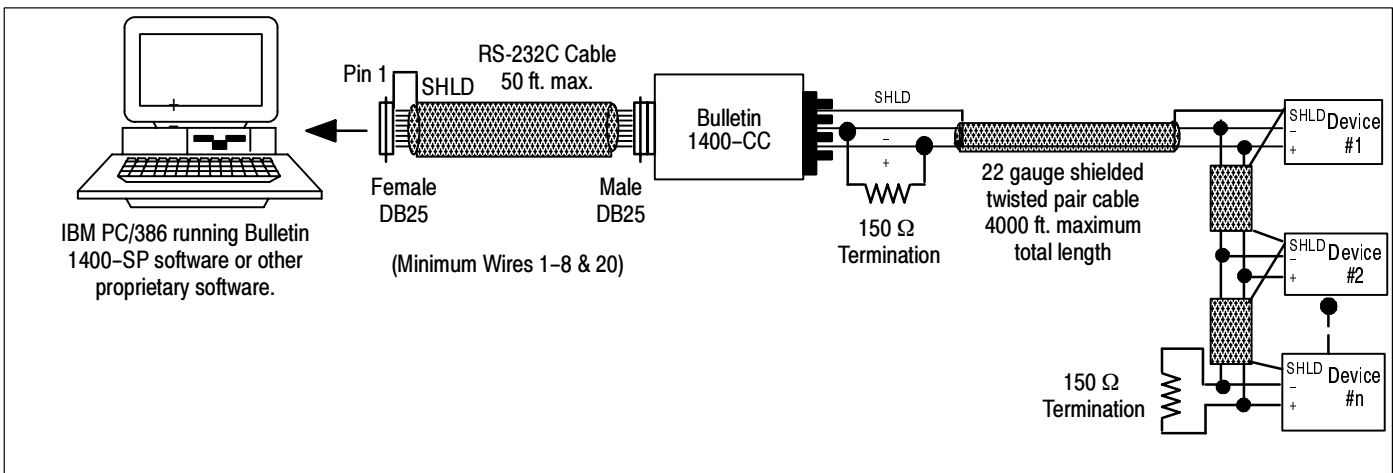 Pin 1
SHLD
RS-232C Cable
50 ft. max.
Female
DB25
Male
DB25
(Minimum Wires 1–8 & 20)
IBM PC/386 running Bulletin
1400–SP software or other
proprietary software.
Bulletin
1400–CC
SHLD
–
+
150 Ω
Termination
22 gauge shielded
twisted pair cable
4000 ft. maximum
total length
SHLD Device
– #1
+
SHLD Device
– #2
+
SHLD Device
– #n
+
150 Ω
Termination